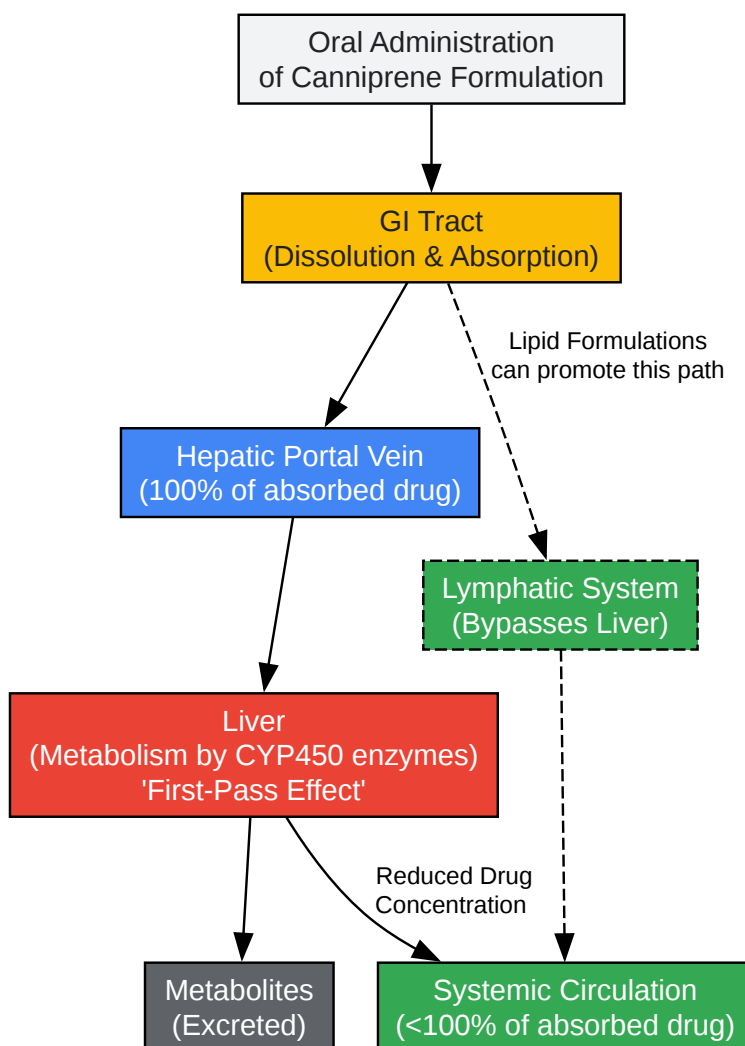 Oral Administration
of Canniprene Formulation
GI Tract
(Dissolution & Absorption)
Lipid Formulations
can promote this path
Hepatic Portal Vein
(100% of absorbed drug)
Lymphatic System
(Bypasses Liver)
Liver
(Metabolism by CYP450 enzymes)
'First-Pass Effect'
Reduced Drug
Concentration
Metabolites
(Excreted)
Systemic Circulation
(<100% of absorbed drug)